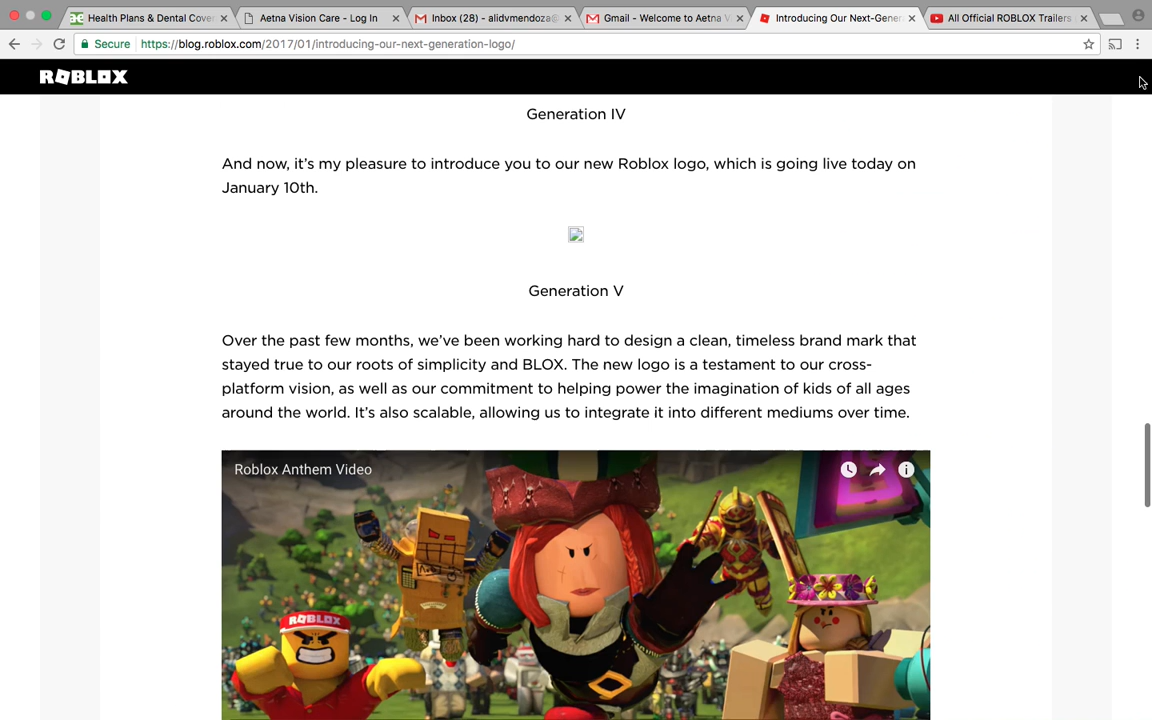 Health Plans & Dental Cover
Aetna Vision Care - Log In
Inbox (28) - alidvmendoza@
Gmail - Welcome to Aetna V
Introducing Our Next-Gener
All Official ROBLOX Trailers
Secure
https://blog.roblox.com/2017/01/introducing-our-next-generation-logo/
ROBLOX
Generation IV
And now, it's my pleasure to introduce you to our new Roblox logo, which is going live today on
January 10th.
Generation V
Over the past few months, we've been working hard to design a clean, timeless brand mark that
stayed true to our roots of simplicity and BLOX. The new logo is a testament to our cross-
platform vision, as well as our commitment to helping power the imagination of kids of all ages
around the world. It's also scalable, allowing us to integrate it into different mediums over time.
Roblox Anthem Video
ROBLOX